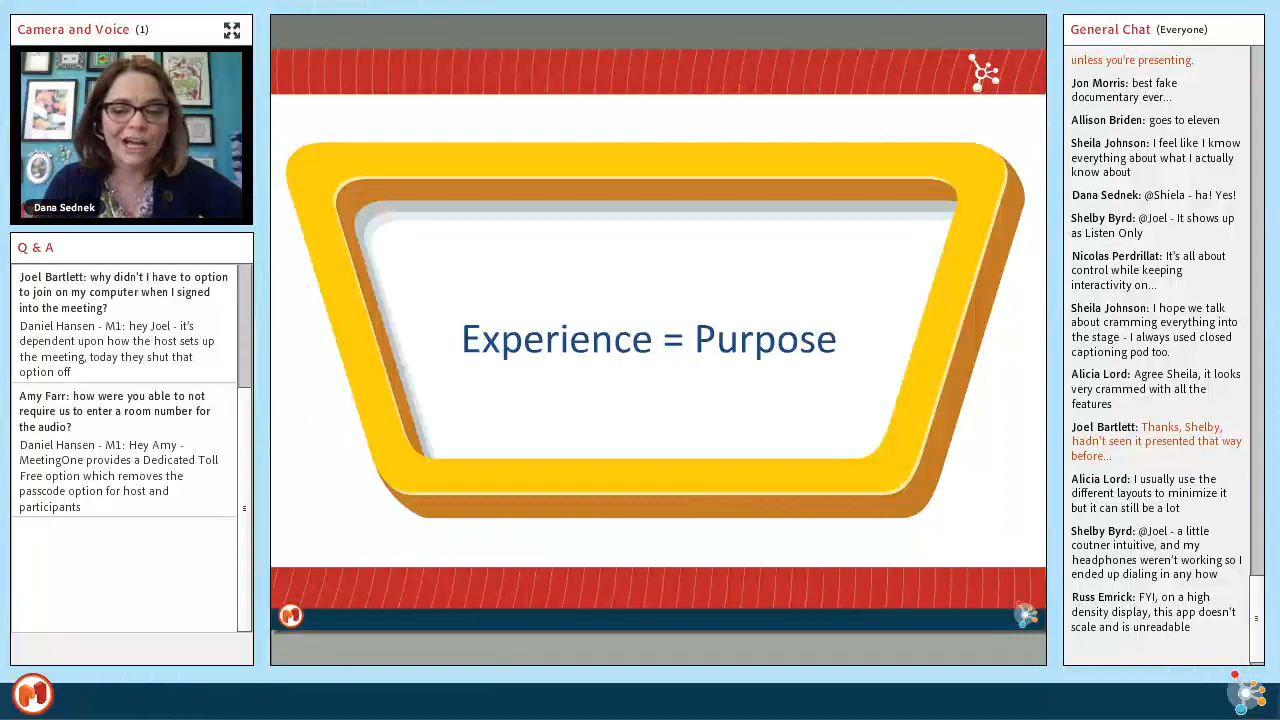 Camera and Voice (1)
Dana Sednek
Q & A
Joel Bartlett: why didn't I have to option
to join on my computer when I signed
into the meeting?
Daniel Hansen - M1: hey Joel - it's
dependent upon how the host sets up
the meeting, today they shut that
option off
Amy Farr: how were you able to not
require us to enter a room number for
the audio?
Daniel Hansen - M1: Hey Amy -
MeetingOne provides a Dedicated Toll
Free option which removes the
passcode option for host and
participants
Experience = Purpose
General Chat (Everyone)
unless you're presenting.
Jon Morris: best fake
documentary ever...
Allison Briden: goes to eleven
Sheila Johnson: I feel like I kmow
everything about what I actually
know about
Dana Sednek: @Shiela - ha! Yes!
Shelby Byrd: @Joel - It shows up
as Listen Only
Nicolas Perdrillat: It's all about
control while keeping
interactivity on...
Sheila Johnson: I hope we talk
about cramming everything into
the stage - I always used closed
captioning pod too.
Alicia Lord: Agree Sheila, it looks
very crammed with all the
features
Joel Bartlett: Thanks, Shelby,
hadn't seen it presented that way
before...
Alicia Lord: I usually use the
different layouts to minimize it
but it can still be a lot
Shelby Byrd: @Joel - a little
coutner intuitive, and my
headphones weren't working so I
ended up dialing in any how
Russ Emrick: FYI, on a high
density display, this app doesn't
scale and is unreadable